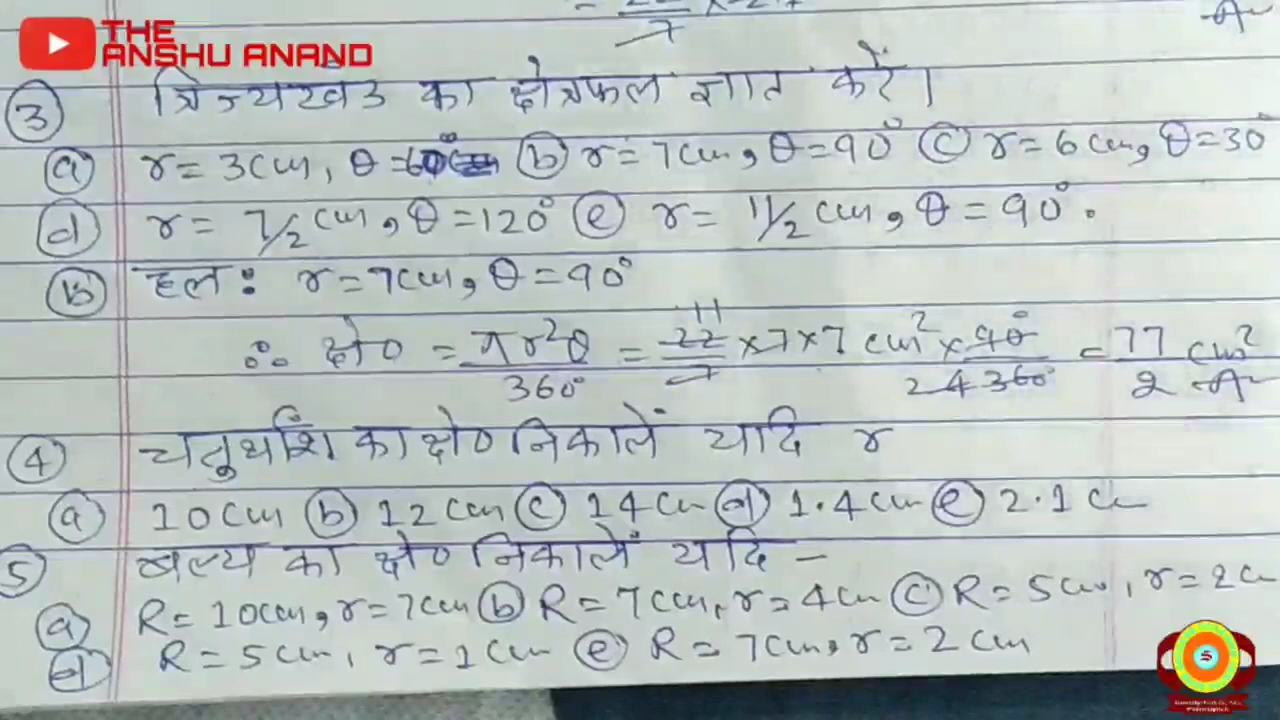 THE
ANSHU ANAND
③ त्रिज्यखंड का क्षेत्रफल ज्ञात करें।
ⓐ r = 3cm, θ = 60° ⓑ r = 7cm, θ = 90° ⓒ r = 6cm, θ = 30°
ⓓ r = 7/2 cm, θ = 120° ⓔ r = 11/2 cm, θ = 90°.
ⓑ हल: r = 7cm, θ = 90°
∴ क्षे० = πr²θ/360° = 22/7 × 7 × 7 cm² × 90°/360° = 77/2 cm²
④ चतुर्थांश का क्षे० निकालें यदि r
ⓐ 10cm ⓑ 12cm ⓒ 14cm ⓓ 1.4cm ⓔ 2.1cm
⑤ बल्य का क्षे० निकालें यदि –
ⓐ R = 10cm, r = 7cm ⓑ R = 7cm, r = 4cm ⓒ R = 5cm, r = 2cm
ⓓ R = 5cm, r = 1cm ⓔ R = 7cm, r = 2cm